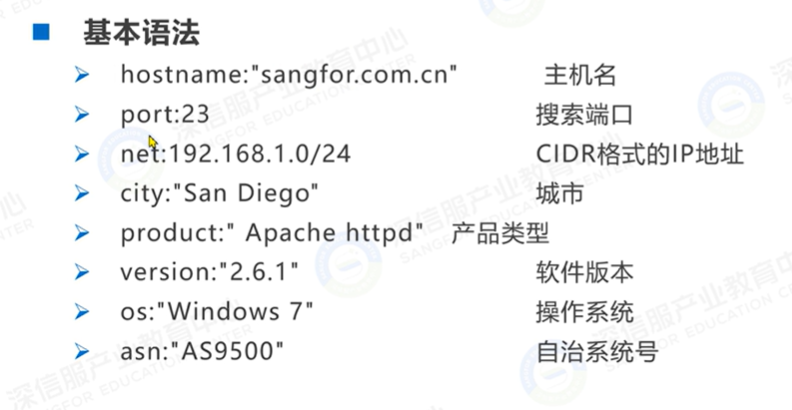 基本语法
hostname:"sangfor.com.cn" 主机名
port:23 搜索端口
net:192.168.1.0/24 CIDR格式的IP地址
city:"San Diego" 城市
product:" Apache httpd" 产品类型
version:"2.6.1" 软件版本
os:"Windows 7" 操作系统
asn:"AS9500" 自治系统号
深信服产业教育中心
SANGFOR EDUCATION CENTER